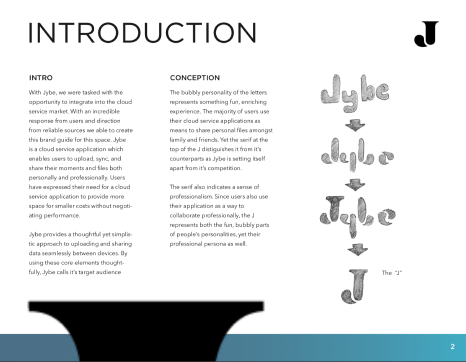 INTRODUCTION
J
INTRO
With Jybe, we were tasked with the
opportunity to integrate into the cloud
service market. With an incredible
response from users and direction
from reliable sources we able to create
this brand guide for this space. Jybe
is a cloud service application which
enables users to upload, sync, and
share their moments and files both
personally and professionally. Users
have expressed their need for a cloud
service application to provide more
space for smaller costs without negoti-
ating performance.
Jybe provides a thoughtful yet simplis-
tic approach to uploading and sharing
data seamlessly between devices. By
using these core elements thought-
fully, Jybe calls it's target audience
CONCEPTION
The bubbly personality of the letters
represents something fun, enriching
experience. The majority of users use
their cloud service applications as
means to share personal files amongst
family and friends. Yet the serif at the
top of the J distiguishes it from it's
counterparts as Jybe is setting itself
apart from it's competition.
The serif also indicates a sense of
professionalism. Since users also use
their application as a way to
collaborate professionally, the J
represents both the fun, bubbly parts
of people's personalities, yet their
professional persona as well.
Jybe
Jybe
Jybe
J
The "J"
2